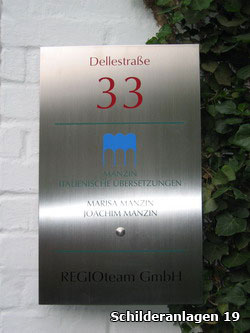 Dellestraße
33
MANZIN
ITALIENISCHE ÜBERSETZUNGEN
MARISA MANZIN
JOACHIM MANZIN
REGIOteam GmbH
Schilderanlagen 19